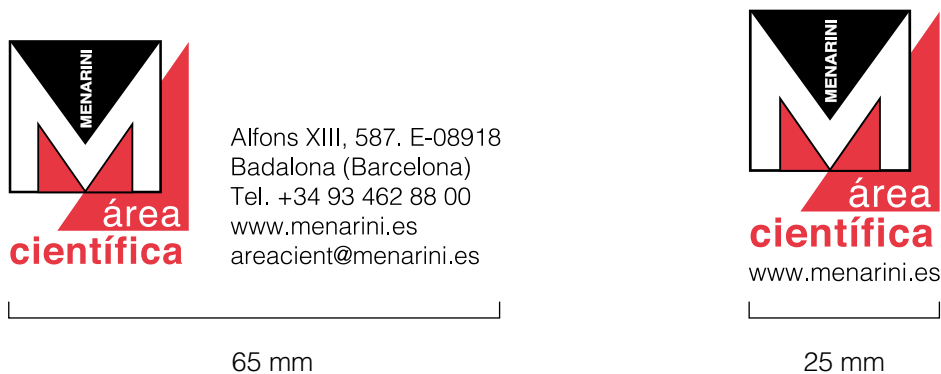 MENARINI
área
científica
Alfons XIII, 587. E-08918
Badalona (Barcelona)
Tel. +34 93 462 88 00
www.menarini.es
areacient@menarini.es
65 mm
MENARINI
área
científica
www.menarini.es
25 mm